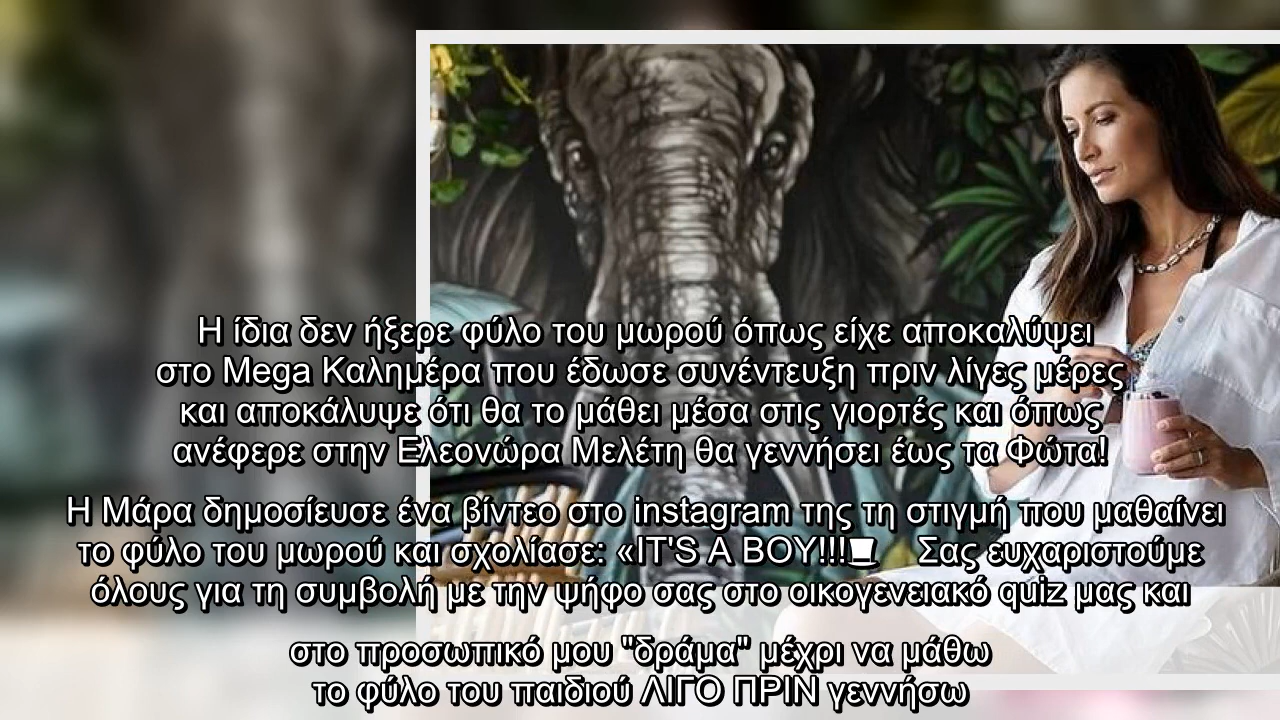 Η ίδια δεν ήξερε φύλο του μωρού όπως είχε αποκαλύψει
στο Mega Καλημέρα που έδωσε συνέντευξη πριν λίγες μέρες
και αποκάλυψε ότι θα το μάθει μέσα στις γιορτές και όπως
ανέφερε στην Ελεονώρα Μελέτη θα γεννήσει έως τα Φώτα!
Η Μάρα δημοσίευσε ένα βίντεο στο instagram της τη στιγμή που μαθαίνει
το φύλο του μωρού και σχολίασε: «IT'S A BOY!!! Σας ευχαριστούμε
όλους για τη συμβολή με την ψήφο σας στο οικογενειακό quiz μας και
στο προσωπικό μου "δράμα" μέχρι να μάθω
το φύλο του παιδιού ΛΙΓΟ ΠΡΙΝ γεννήσω